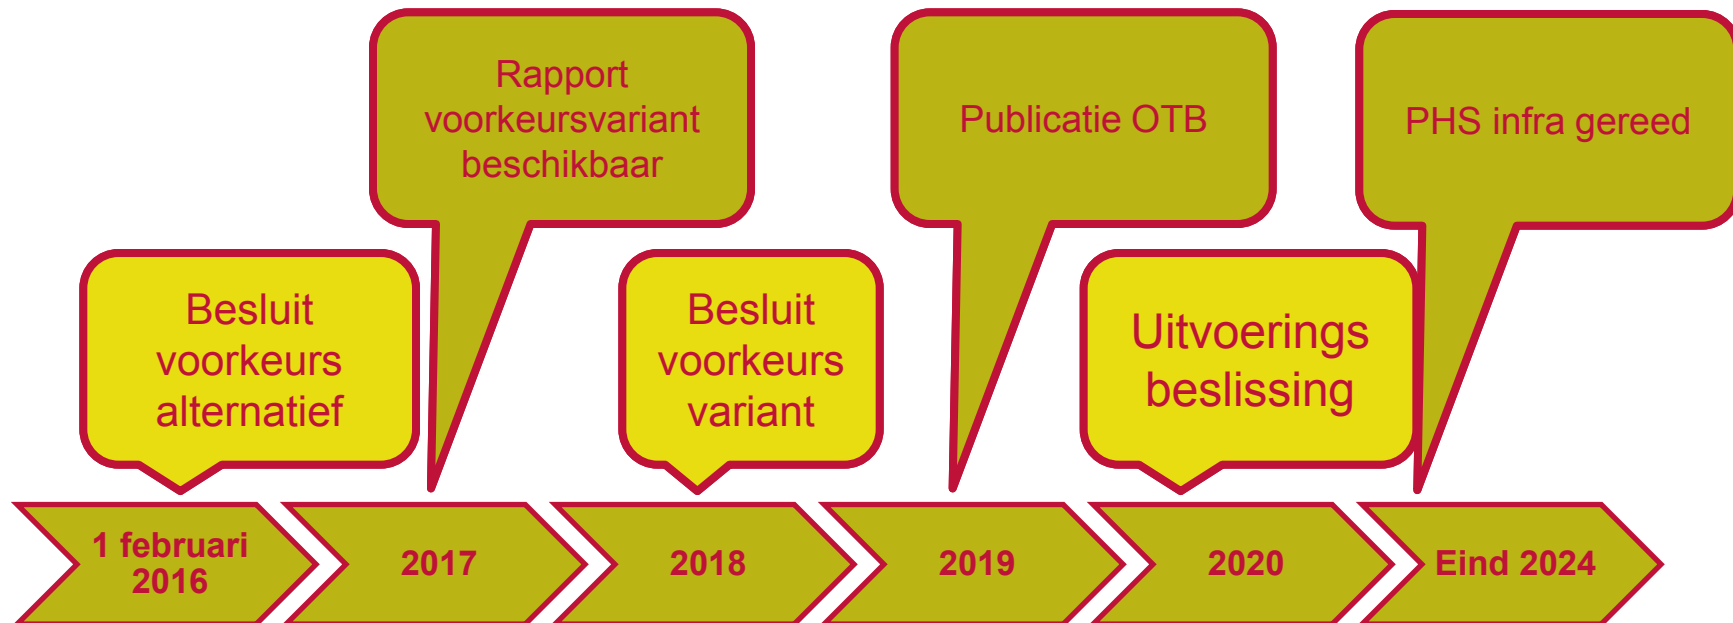 Rapport
voorkeursvariant
beschikbaar
Publicatie OTB
PHS infra gereed
Besluit
voorkeurs
alternatief
Besluit
voorkeurs
variant
Uitvoerings
beslissing
1 februari
2016
2017
2018
2019
2020
Eind 2024